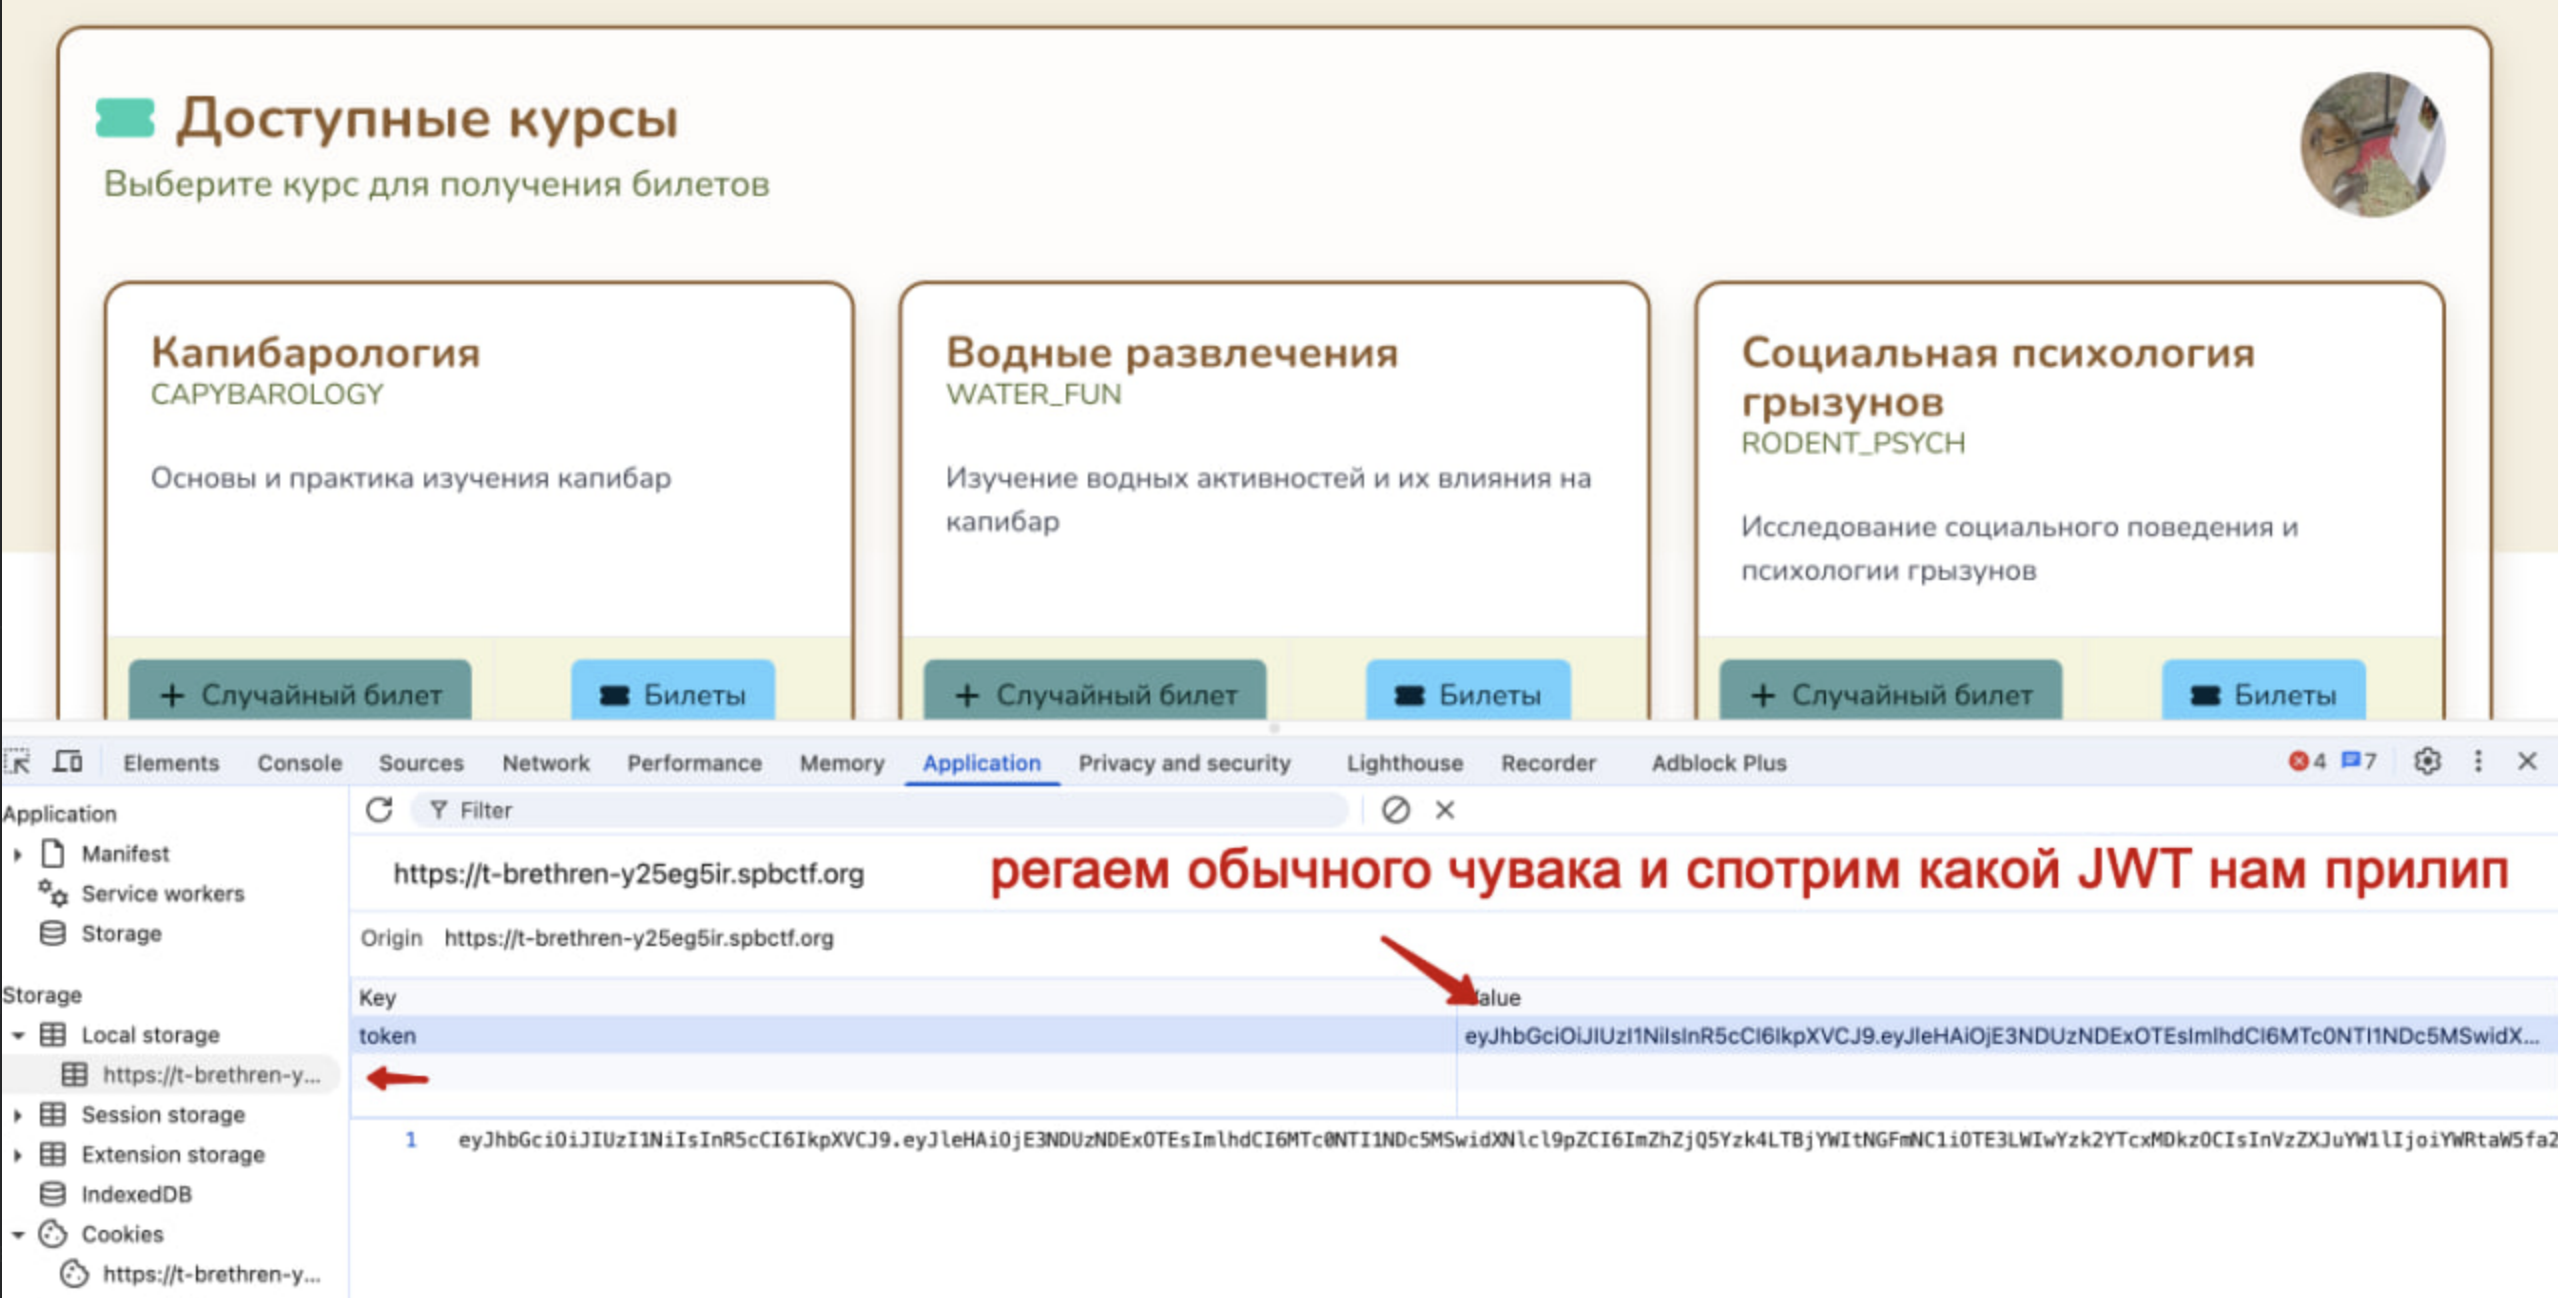 Доступные курсы
Выберите курс для получения билетов
Капибарология
CAPYBAROLOGY
Основы и практика изучения капибар
+ Случайный билет
Билеты
Водные развлечения
WATER_FUN
Изучение водных активностей и их влияния на
капибар
+ Случайный билет
Билеты
Социальная психология
грызунов
RODENT_PSYCH
Исследование социального поведения и
психологии грызунов
+ Случайный билет
Билеты
Elements Console Sources Network Performance Memory Application Privacy and security Lighthouse Recorder Adblock Plus 4 7
Application
Manifest
Service workers
Storage
Storage
Local storage
https://t-brethren-y...
Session storage
Extension storage
IndexedDB
Cookies
https://t-brethren-y...
Filter
https://t-brethren-y25eg5ir.spbctf.org
регаем обычного чувака и спотрим какой JWT нам прилип
Origin https://t-brethren-y25eg5ir.spbctf.org
Key
alue
token
eyJhbGciOiJIUzI1NiIsInR5cCI6IkpXVCJ9.eyJleHAiOjE3NDUzNDExOTEsImlhdCI6MTc0NTI1NDc5MSwidX...
1 eyJhbGciOiJIUzI1NiIsInR5cCI6IkpXVCJ9.eyJleHAiOjE3NDUzNDExOTEsImlhdCI6MTc0NTI1NDc5MSwidXNlcl9pZCI6ImZhZjQ5Yzk4LTBjYWItNGFmNC1iOTE3LWIwYzk2YTcxMDkzOCIsInVzZXJuYW1lIjoiYWRtaW5fa2